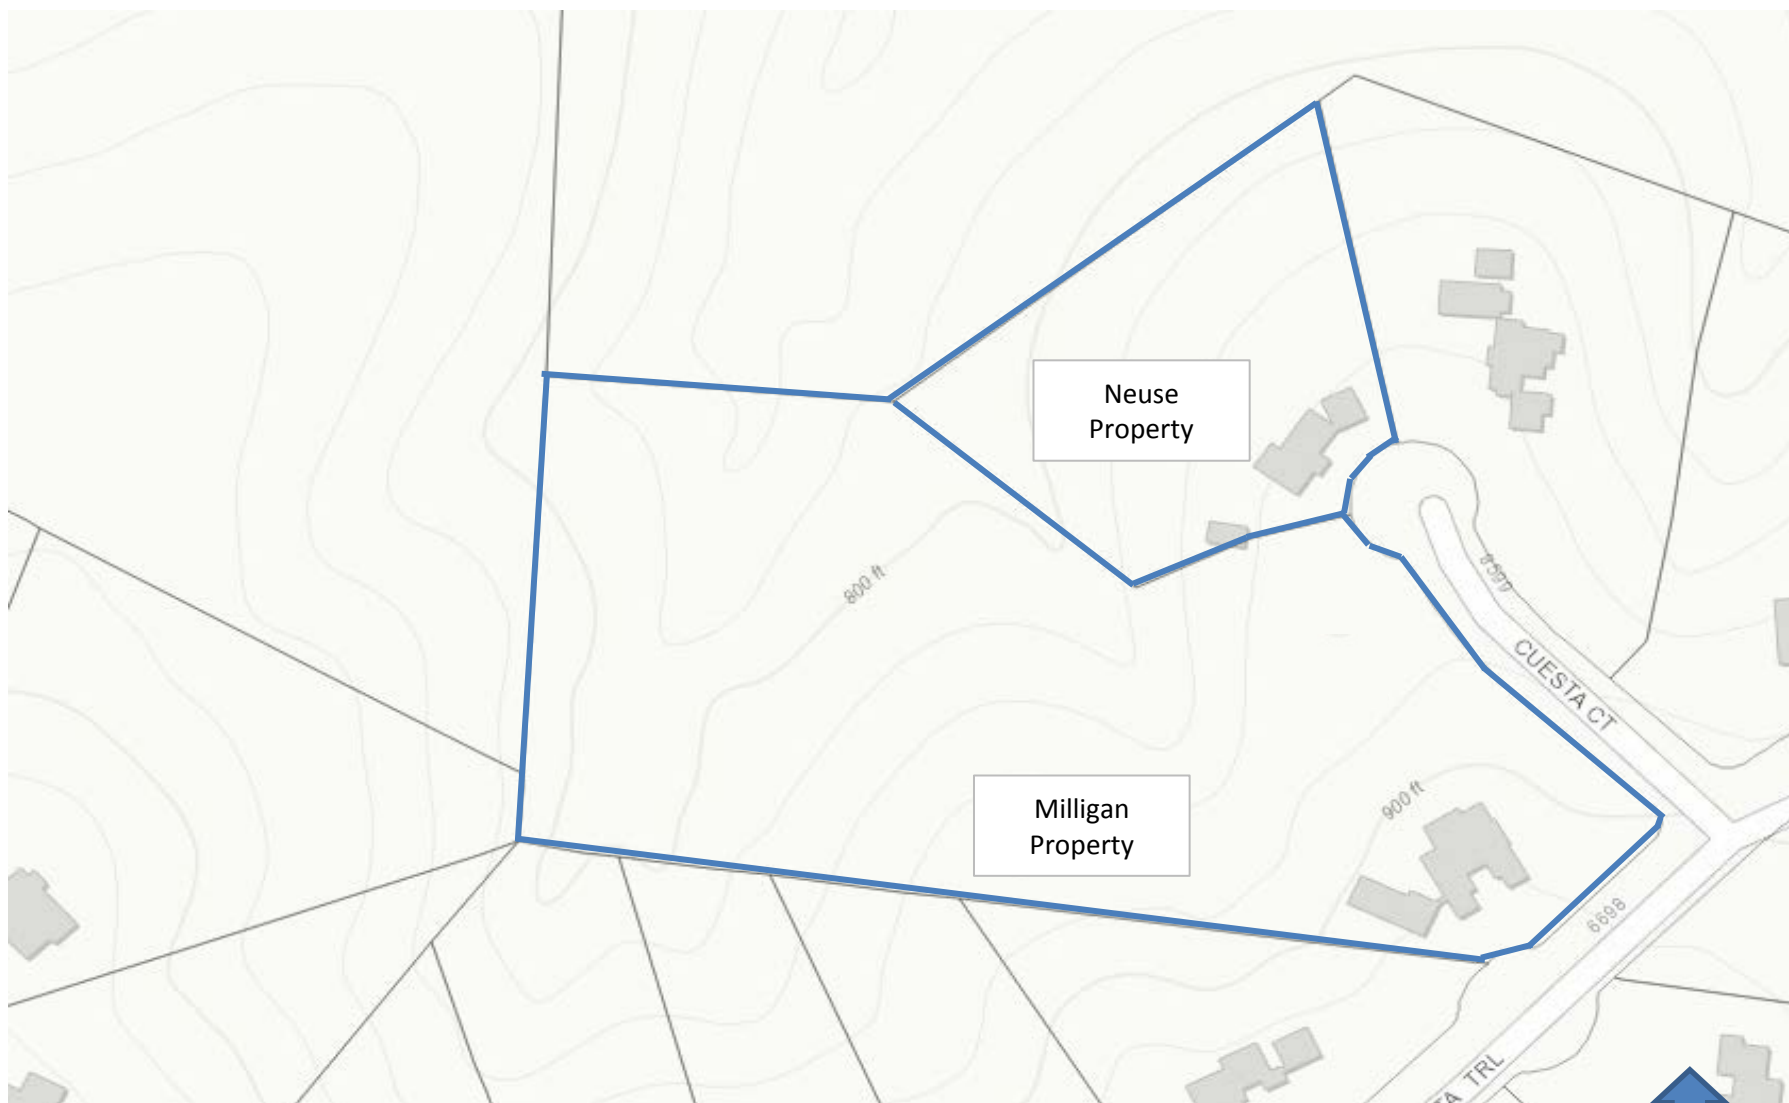 Neuse
Property
800 ft
CUESTA CT
Milligan
Property
900 ft
6698
TRL